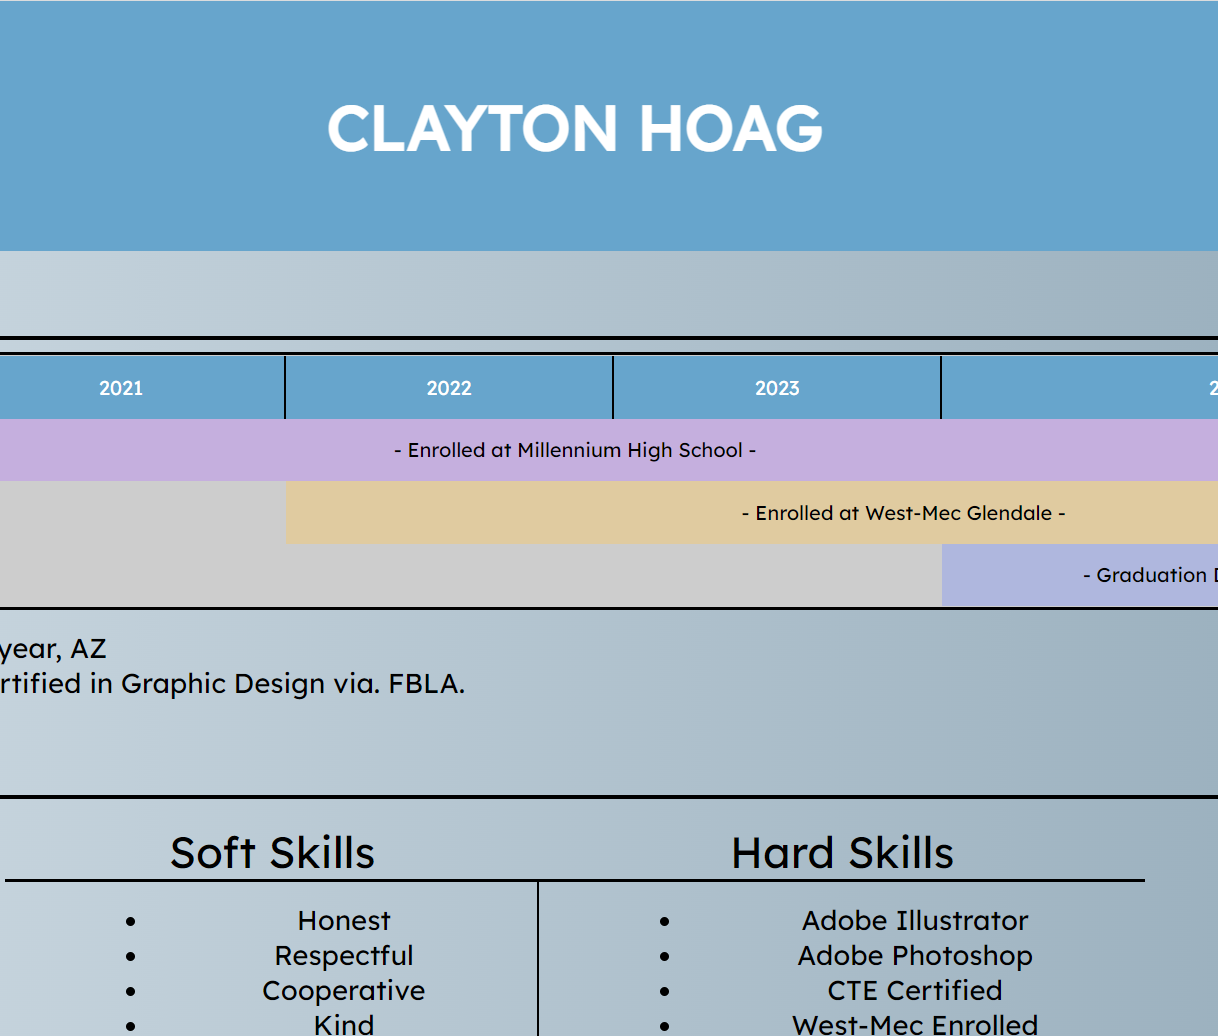 CLAYTON HOAG
2021 2022 2023 2
- Enrolled at Millennium High School -
- Enrolled at West-Mec Glendale -
- Graduation
year, AZ
rtified in Graphic Design via. FBLA.
Soft Skills Hard Skills
• Honest • Adobe Illustrator
• Respectful • Adobe Photoshop
• Cooperative • CTE Certified
• Kind • West-Mec Enrolled